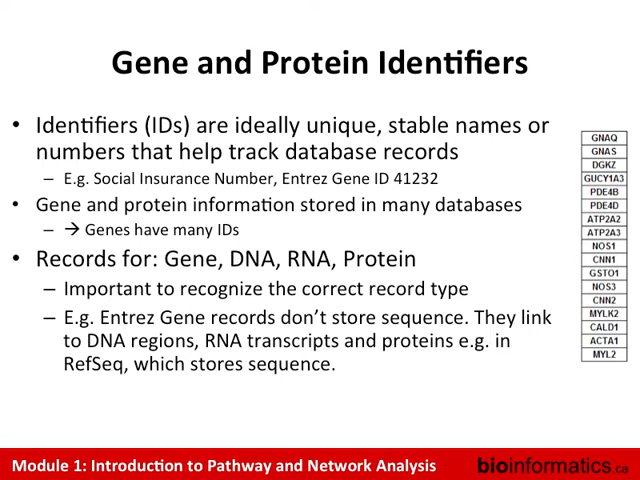 Gene and Protein Identifiers
• Identifiers (IDs) are ideally unique, stable names or
numbers that help track database records
– E.g. Social Insurance Number, Entrez Gene ID 41232
• Gene and protein information stored in many databases
– → Genes have many IDs
• Records for: Gene, DNA, RNA, Protein
– Important to recognize the correct record type
– E.g. Entrez Gene records don't store sequence. They link
to DNA regions, RNA transcripts and proteins e.g. in
RefSeq, which stores sequence.
GNAQ
GNAS
DGKZ
GUCY1A3
PDE4B
PDE4D
ATP2A2
ATP2A3
NOS1
CNN1
GSTO1
NOS3
CNN2
MYLK2
CALD1
ACTA1
MYL2
Module 1: Introduction to Pathway and Network Analysis
bioinformatics.ca